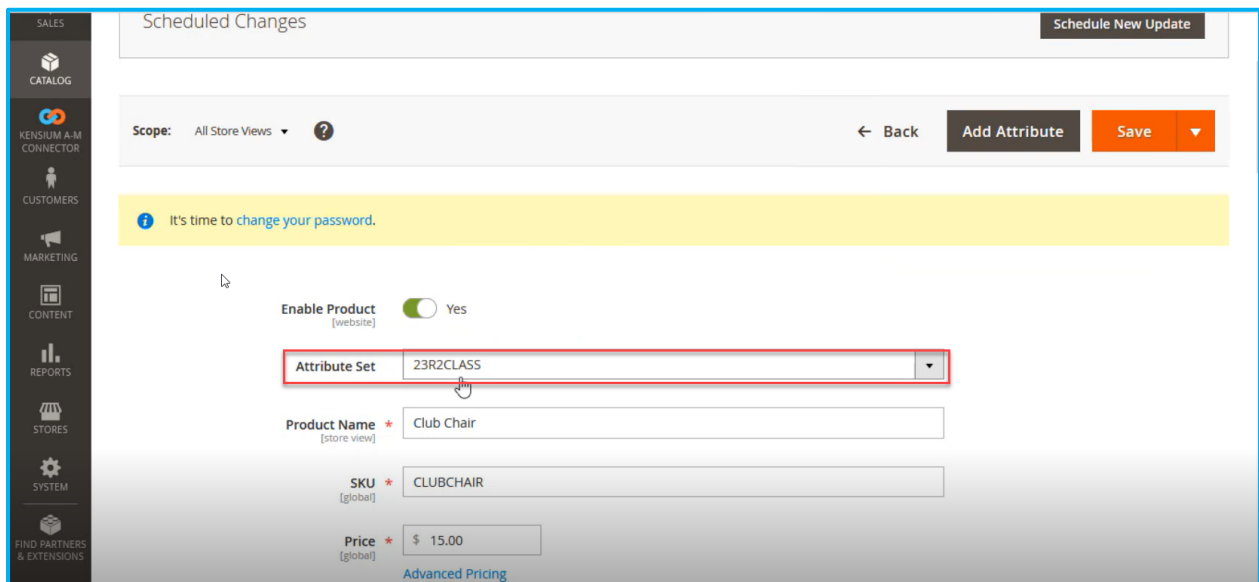 SALES
CATALOG
KENSIUM A-M
CONNECTOR
CUSTOMERS
MARKETING
CONTENT
REPORTS
STORES
SYSTEM
FIND PARTNERS
& EXTENSIONS
Scheduled Changes
Schedule New Update
Scope: All Store Views ?
← Back
Add Attribute
Save
It's time to change your password.
Enable Product Yes
[website]
Attribute Set 23R2CLASS
Product Name * Club Chair
[store view]
SKU * CLUBCHAIR
[global]
Price * $ 15.00
[global]
Advanced Pricing